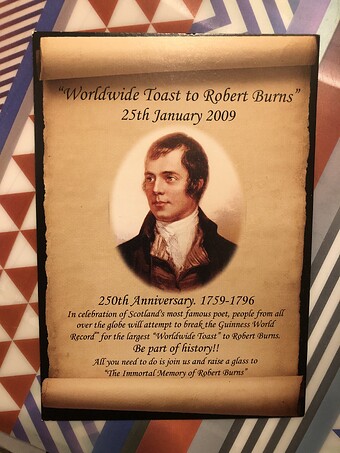 "Worldwide Toast to Robert Burns"
25th January 2009
250th Anniversary. 1759-1796
In celebration of Scotland's most famous poet, people from all
over the globe will attempt to break the Guinness World
Record™ for the largest "Worldwide Toast" to Robert Burns.
Be part of history!!
All you need to do is join us and raise a glass to
"The Immortal Memory of Robert Burns"